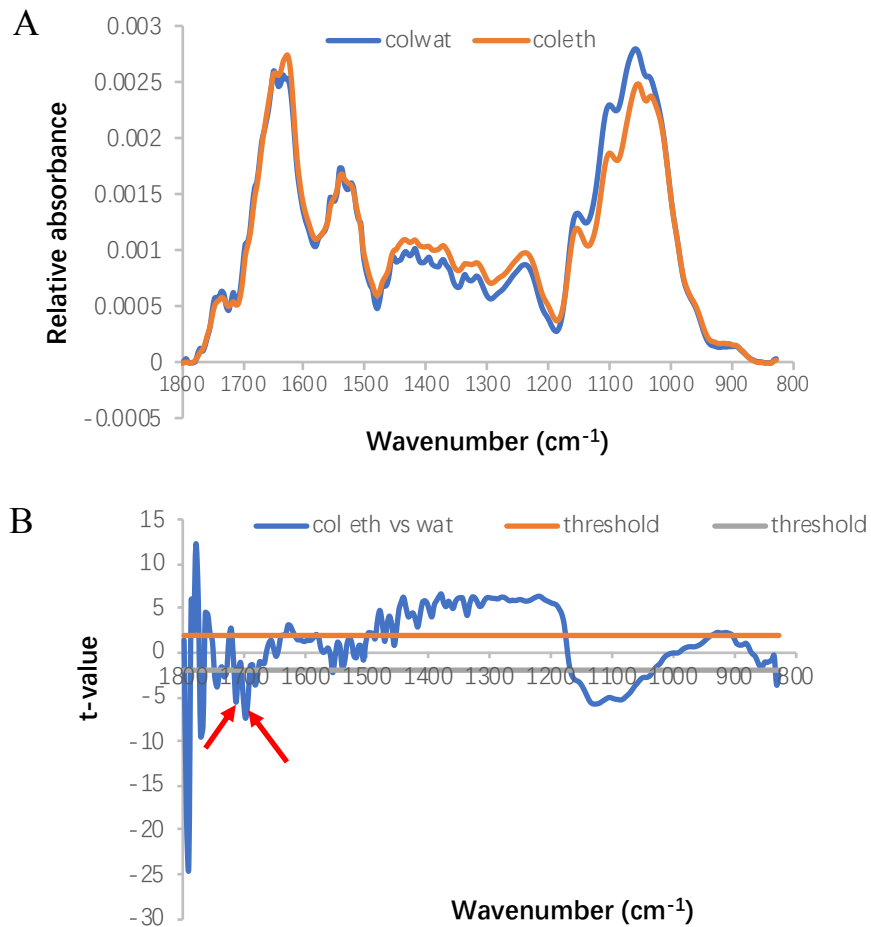 A
colwat coleth
0.003
0.0025
0.002
0.0015
0.001
0.0005
0
-0.0005
Relative absorbance
1800 1700 1600 1500 1400 1300 1200 1100 1000 900 800
Wavenumber (cm-1)
B
col eth vs wat threshold threshold
15
10
5
0
-5
-10
-15
-20
-25
-30
t-value
1800 1700 1600 1500 1400 1300 1200 1100 1000 900 800
Wavenumber (cm-1)